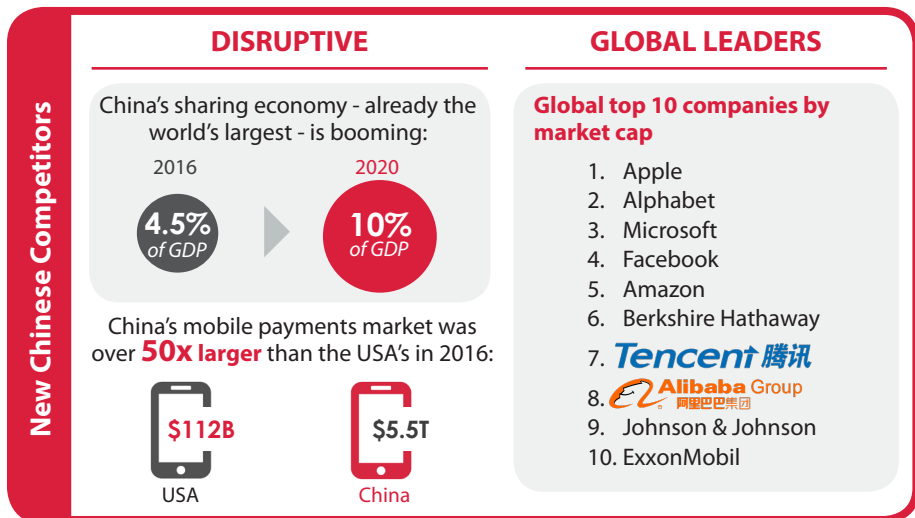 New Chinese Competitors
DISRUPTIVE
China's sharing economy - already the
world's largest - is booming:
2016
2020
4.5%
of GDP
10%
of GDP
China's mobile payments market was
over 50x larger than the USA's in 2016:
$112B
$5.5T
USA
China
GLOBAL LEADERS
Global top 10 companies by
market cap
1. Apple
2. Alphabet
3. Microsoft
4. Facebook
5. Amazon
6. Berkshire Hathaway
7. Tencent 腾讯
8. Alibaba Group
阿里巴巴集团
9. Johnson & Johnson
10. ExxonMobil